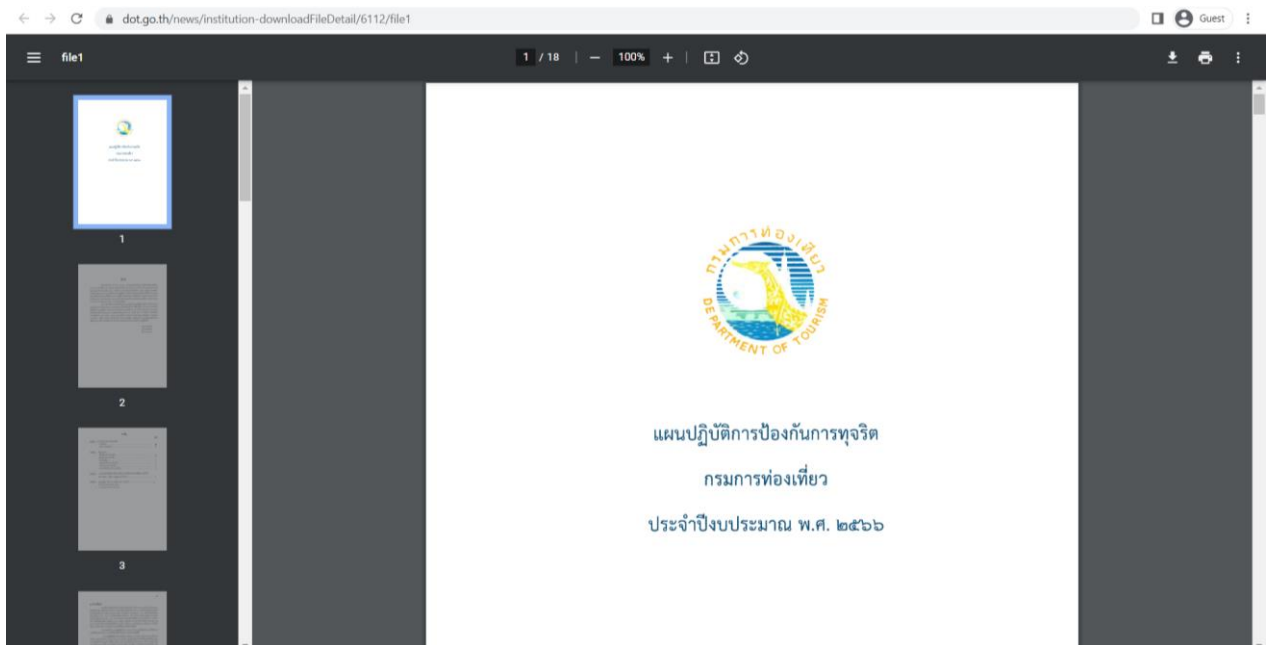 dot.go.th/news/institution-downloadFileDetail/6112/file1
Guest
file1
1 / 18
100%
1
2
3
กรมการท่องเที่ยว
DEPARTMENT OF TOURISM
แผนปฏิบัติการป้องกันการทุจริต
กรมการท่องเที่ยว
ประจำปีงบประมาณ พ.ศ. ๒๕๖๖